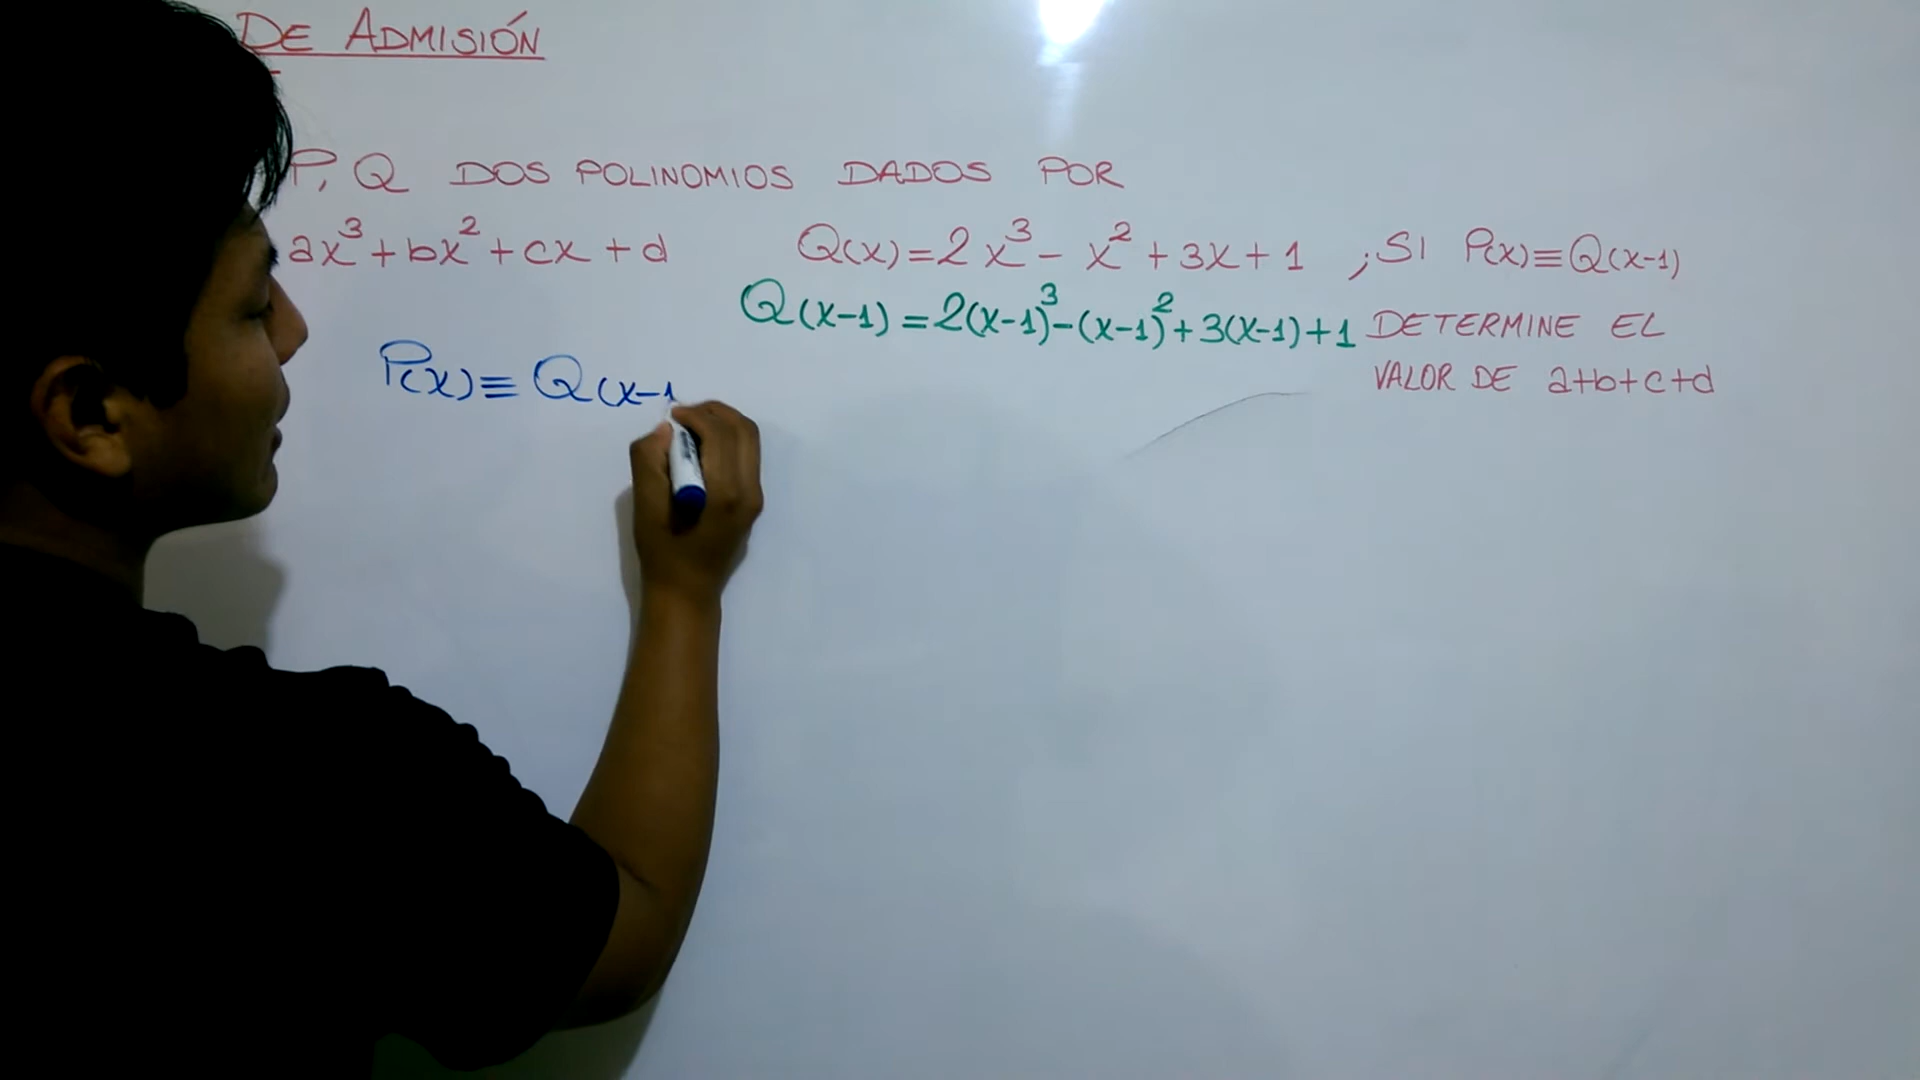 DE ADMISIÓN
P, Q DOS POLINOMIOS DADOS POR
ax³+bx²+cx+d Q(x)=2x³-x²+3x+1 ; SI P(x)≡Q(x-1)
Q(x-1)=2(x-1)³-(x-1)²+3(x-1)+1 DETERMINE EL
VALOR DE a+b+c+d
P(x)≡Q(x-1